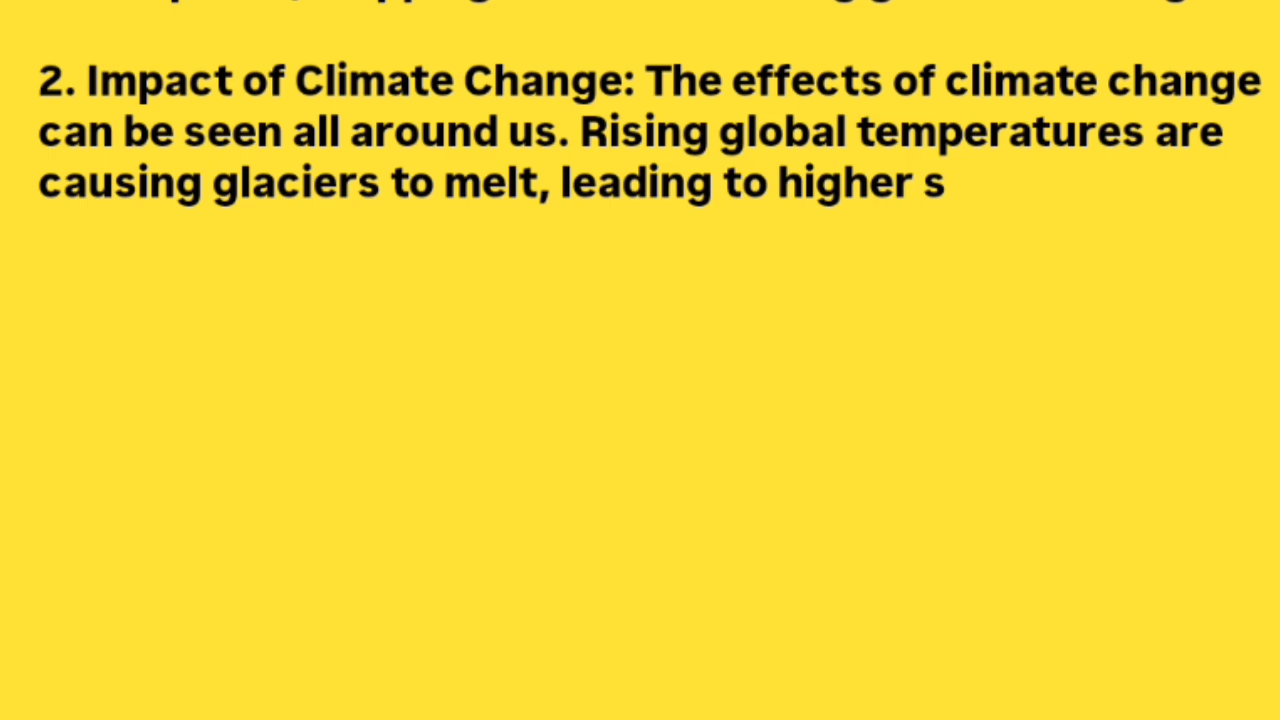 2. Impact of Climate Change: The effects of climate change
can be seen all around us. Rising global temperatures are
causing glaciers to melt, leading to higher s